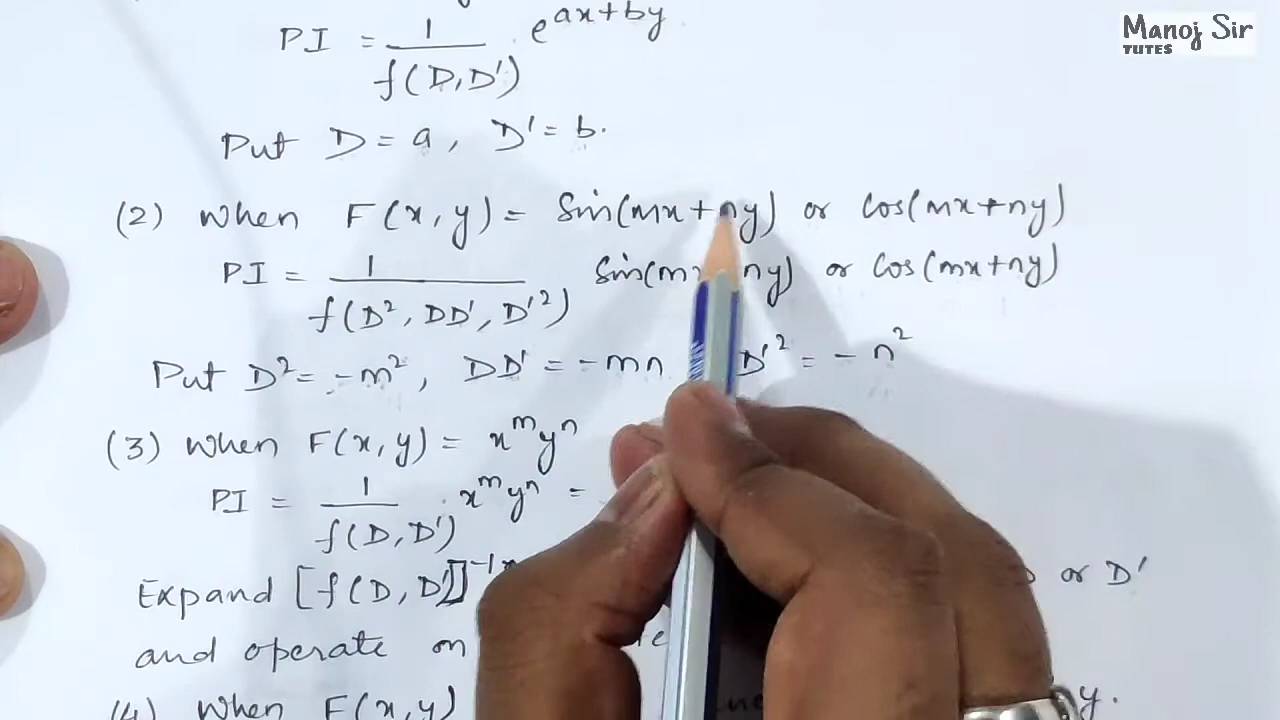 Manoj Sir
TUTES
PI = 1/f(D,D') · e^(ax+by)
Put D = a, D' = b.
(2) When F(x,y) = Sin(mx+ny) or Cos(mx+ny)
PI = 1/f(D², DD', D'²) Sin(m ny) or Cos(mx+ny)
Put D² = -m², DD' = -mn D'² = -n²
(3) When F(x,y) = x^m y^n
PI = 1/f(D,D') · x^m y^n =
Expand [f(D,D')]^-1 or D'
and operate on
(4) When F(x,y) y.